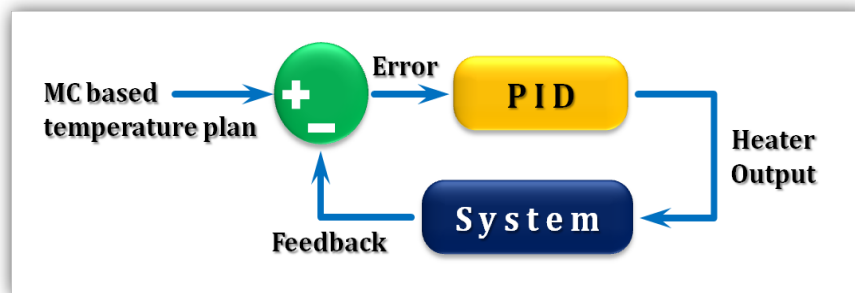 MC based
temperature plan
+
−
Error
PID
Heater
Output
System
Feedback